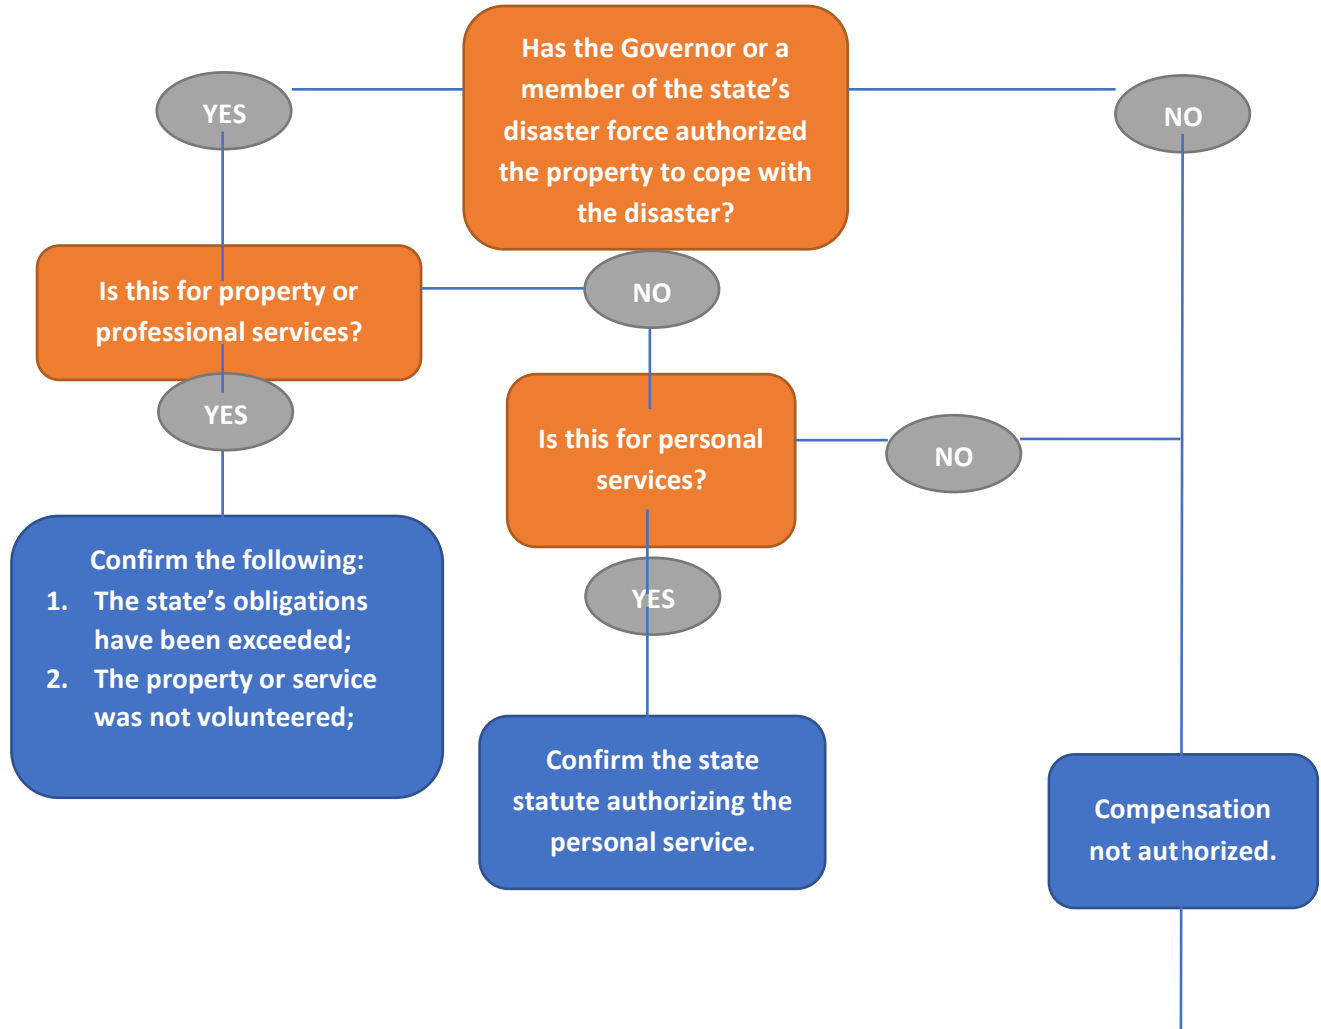 Has the Governor or a
member of the state's
disaster force authorized
the property to cope with
the disaster?
YES
NO
Is this for property or
professional services?
NO
YES
Is this for personal
services?
NO
Confirm the following:
1. The state's obligations
have been exceeded;
2. The property or service
was not volunteered;
YES
Confirm the state
statute authorizing the
personal service.
Compensation
not authorized.